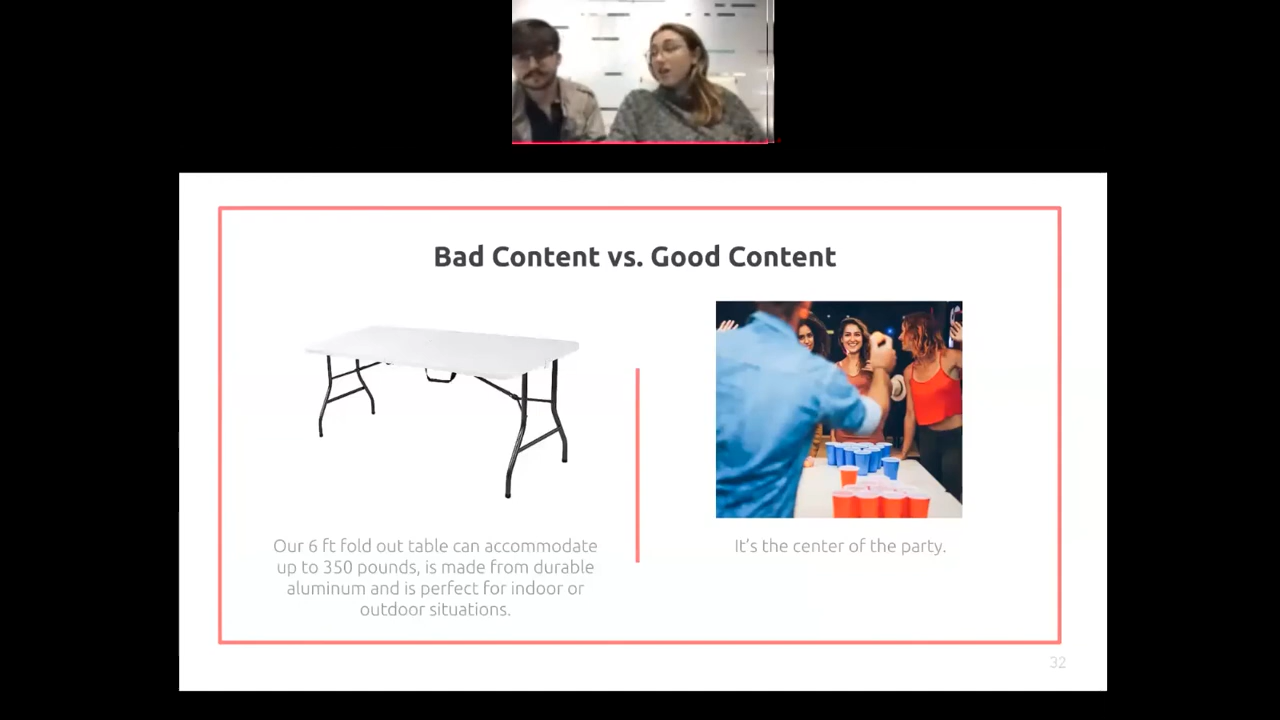 Bad Content vs. Good Content
Our 6 ft fold out table can accommodate
up to 350 pounds, is made from durable
aluminum and is perfect for indoor or
outdoor situations.
It's the center of the party.
32